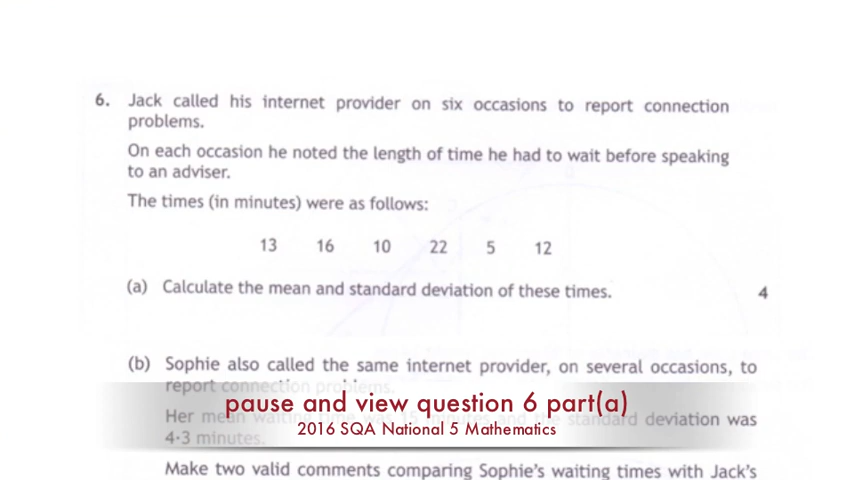 6. Jack called his internet provider on six occasions to report connection
problems.
On each occasion he noted the length of time he had to wait before speaking
to an adviser.
The times (in minutes) were as follows:
13 16 10 22 5 12
(a) Calculate the mean and standard deviation of these times. 4
(b) Sophie also called the same internet provider, on several occasions, to
report connection problems.
pause and view question 6 part(a)
Her mean waiting standard deviation was
2016 SQA National 5 Mathematics
4·3 minutes.
Make two valid comments comparing Sophie's waiting times with Jack's